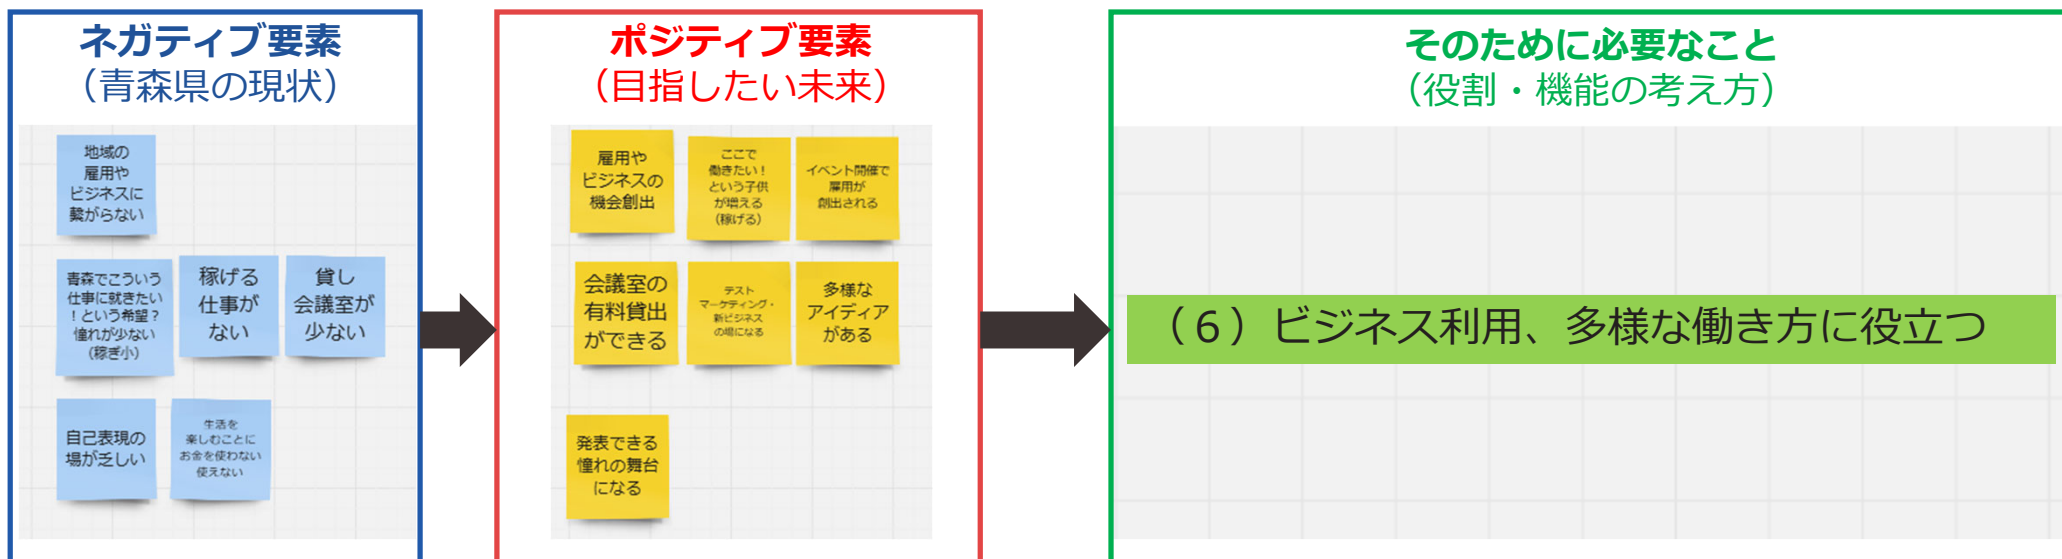 ネガティブ要素
（青森県の現状）
地域の
雇用や
ビジネスに
繋がらない
青森でこういう
仕事に就きたい
！という希望？
憧れが少ない
（稼ぎ小）
稼げる
仕事が
ない
貸し
会議室が
少ない
自己表現の
場が乏しい
生活を
楽しむことに
お金を使わない
使えない
ポジティブ要素
（目指したい未来）
雇用や
ビジネスの
機会創出
ここで
働きたい！
という子供
が増える
（稼げる）
イベント開催で
雇用が
創出される
会議室の
有料貸出
ができる
テスト
マーケティング・
新ビジネス
の場になる
多様な
アイディア
がある
発表できる
憧れの舞台
になる
そのために必要なこと
（役割・機能の考え方）
（６）ビジネス利用、多様な働き方に役立つ